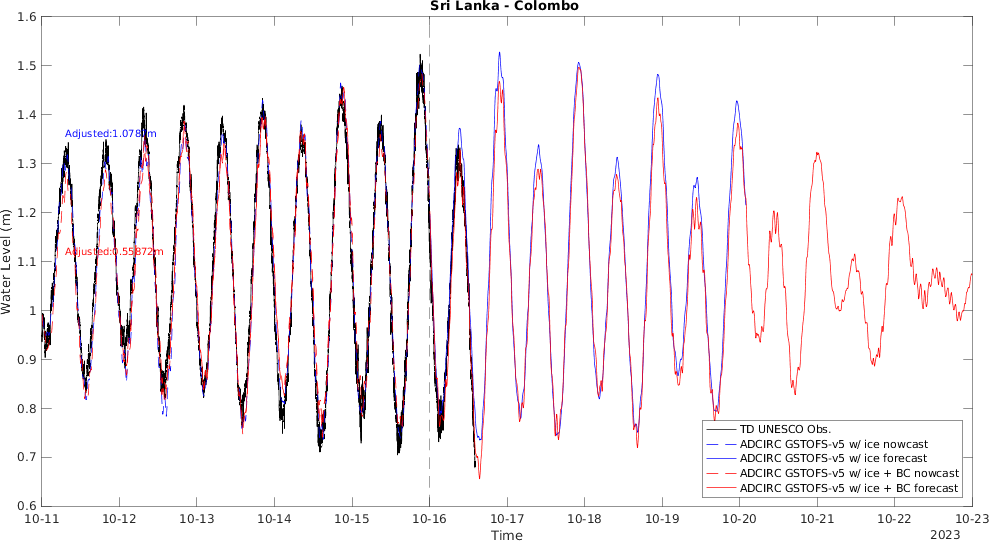 Sri Lanka - Colombo
1.6
1.5
1.4
1.3
1.2
1.1
1
0.9
0.8
0.7
0.6
Water Level (m)
Adjusted:1.0787m
Adjusted:0.55872m
TD UNESCO Obs.
ADCIRC GSTOFS-v5 w/ ice nowcast
ADCIRC GSTOFS-v5 w/ ice forecast
ADCIRC GSTOFS-v5 w/ ice + BC nowcast
ADCIRC GSTOFS-v5 w/ ice + BC forecast
10-11 10-12 10-13 10-14 10-15 10-16 10-17 10-18 10-19 10-20 10-21 10-22 10-23
Time
2023